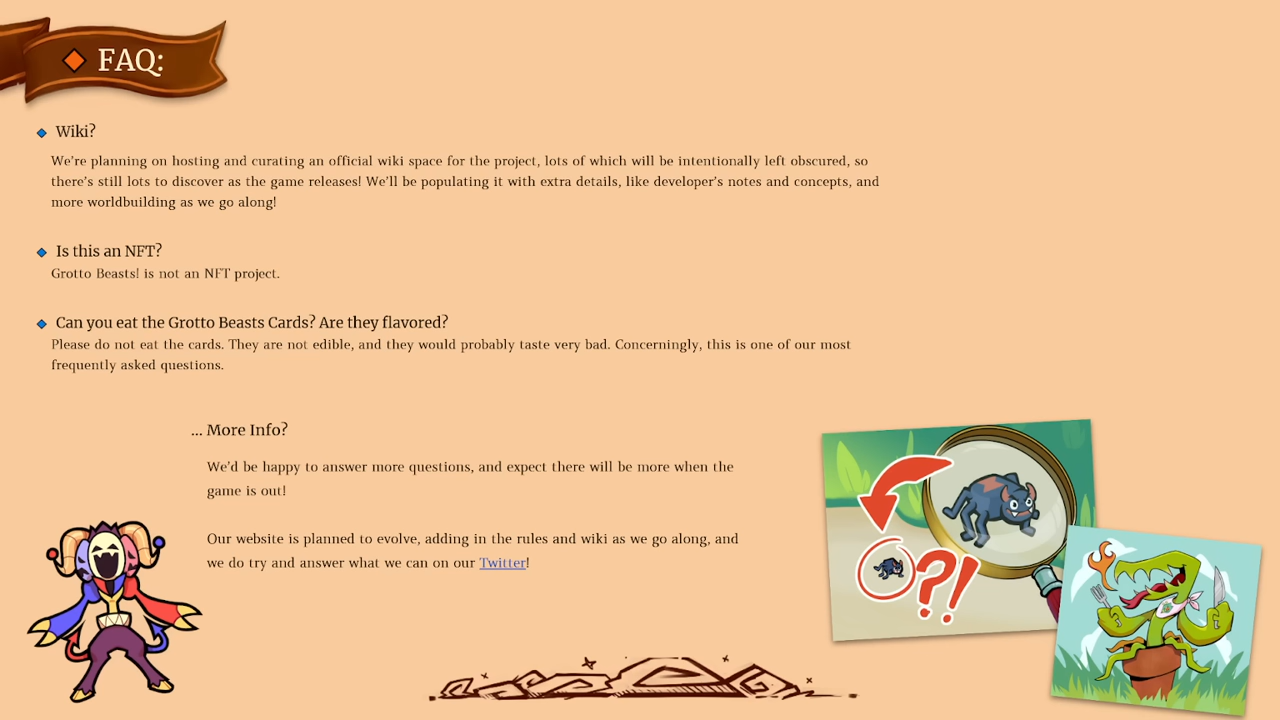 FAQ:
Wiki?
We're planning on hosting and curating an official wiki space for the project, lots of which will be intentionally left obscured, so
there's still lots to discover as the game releases! We'll be populating it with extra details, like developer's notes and concepts, and
more worldbuilding as we go along!
Is this an NFT?
Grotto Beasts! is not an NFT project.
Can you eat the Grotto Beasts Cards? Are they flavored?
Please do not eat the cards. They are not edible, and they would probably taste very bad. Concerningly, this is one of our most
frequently asked questions.
... More Info?
We'd be happy to answer more questions, and expect there will be more when the
game is out!
Our website is planned to evolve, adding in the rules and wiki as we go along, and
we do try and answer what we can on our Twitter!
?!